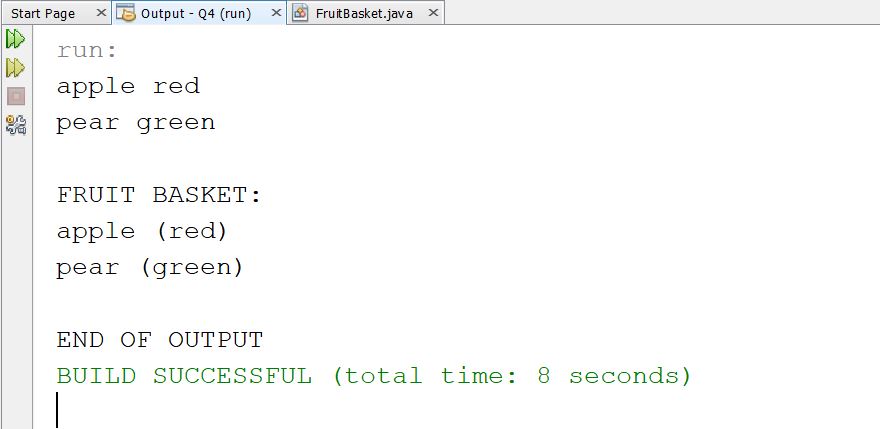 Start Page Output - Q4 (run) FruitBasket.java
run:
apple red
pear green
FRUIT BASKET:
apple (red)
pear (green)
END OF OUTPUT
BUILD SUCCESSFUL (total time: 8 seconds)